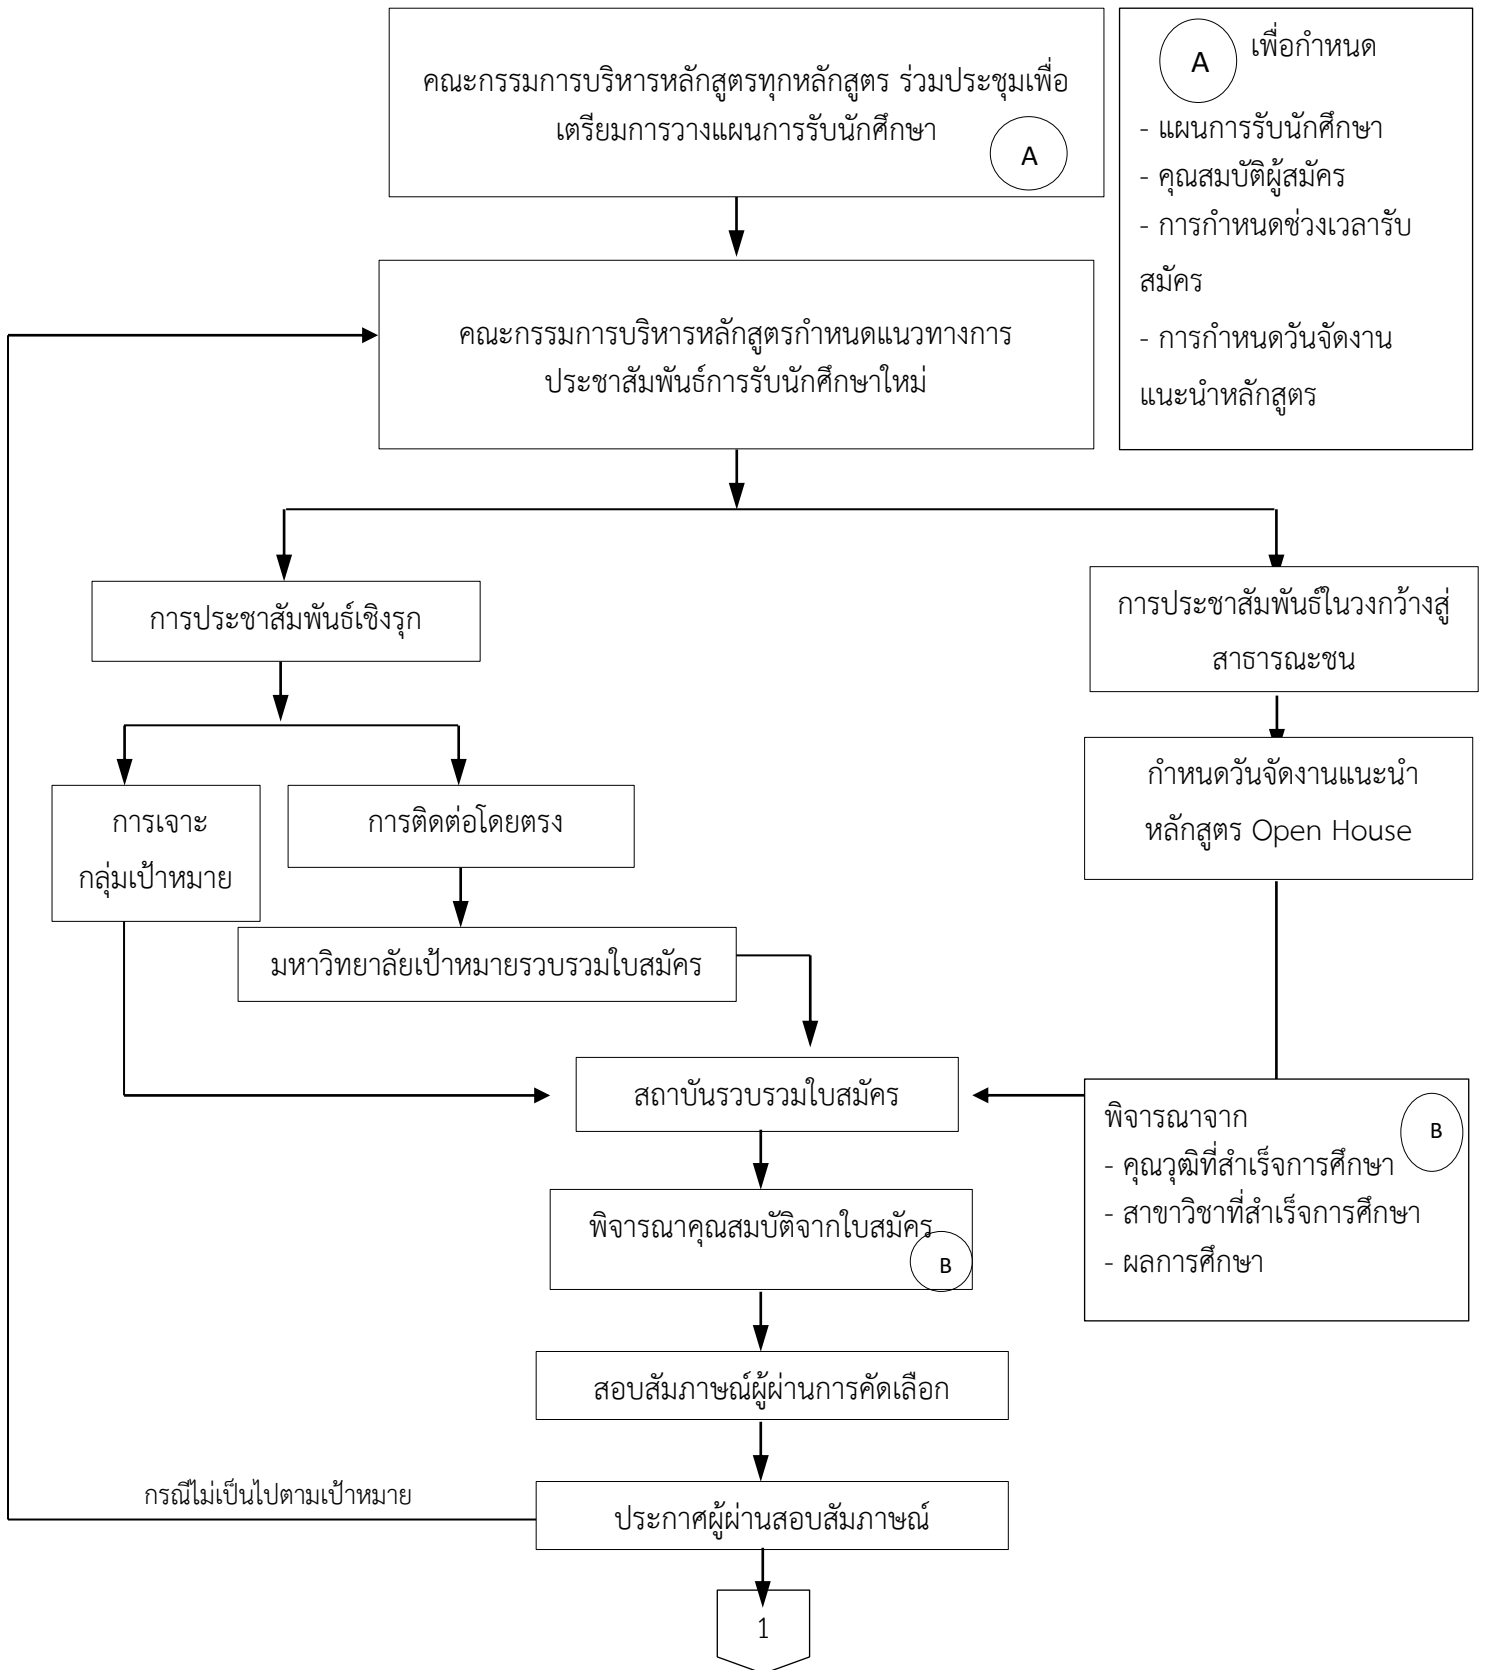 คณะกรรมการบริหารหลักสูตรทุกหลักสูตร ร่วมประชุมเพื่อ
เตรียมการวางแผนการรับนักศึกษา
A
A
เพื่อกำหนด
- แผนการรับนักศึกษา
- คุณสมบัติผู้สมัคร
- การกำหนดช่วงเวลารับ
สมัคร
- การกำหนดวันจัดงาน
แนะนำหลักสูตร
คณะกรรมการบริหารหลักสูตรกำหนดแนวทางการ
ประชาสัมพันธ์การรับนักศึกษาใหม่
การประชาสัมพันธ์เชิงรุก
การประชาสัมพันธ์ในวงกว้างสู่
สาธารณะชน
การเจาะ
กลุ่มเป้าหมาย
การติดต่อโดยตรง
กำหนดวันจัดงานแนะนำ
หลักสูตร Open House
มหาวิทยาลัยเป้าหมายรวบรวมใบสมัคร
สถาบันรวบรวมใบสมัคร
พิจารณาจาก
B
- คุณวุฒิที่สำเร็จการศึกษา
- สาขาวิชาที่สำเร็จการศึกษา
- ผลการศึกษา
พิจารณาคุณสมบัติจากใบสมัคร
B
สอบสัมภาษณ์ผู้ผ่านการคัดเลือก
กรณีไม่เป็นไปตามเป้าหมาย
ประกาศผู้ผ่านสอบสัมภาษณ์
1